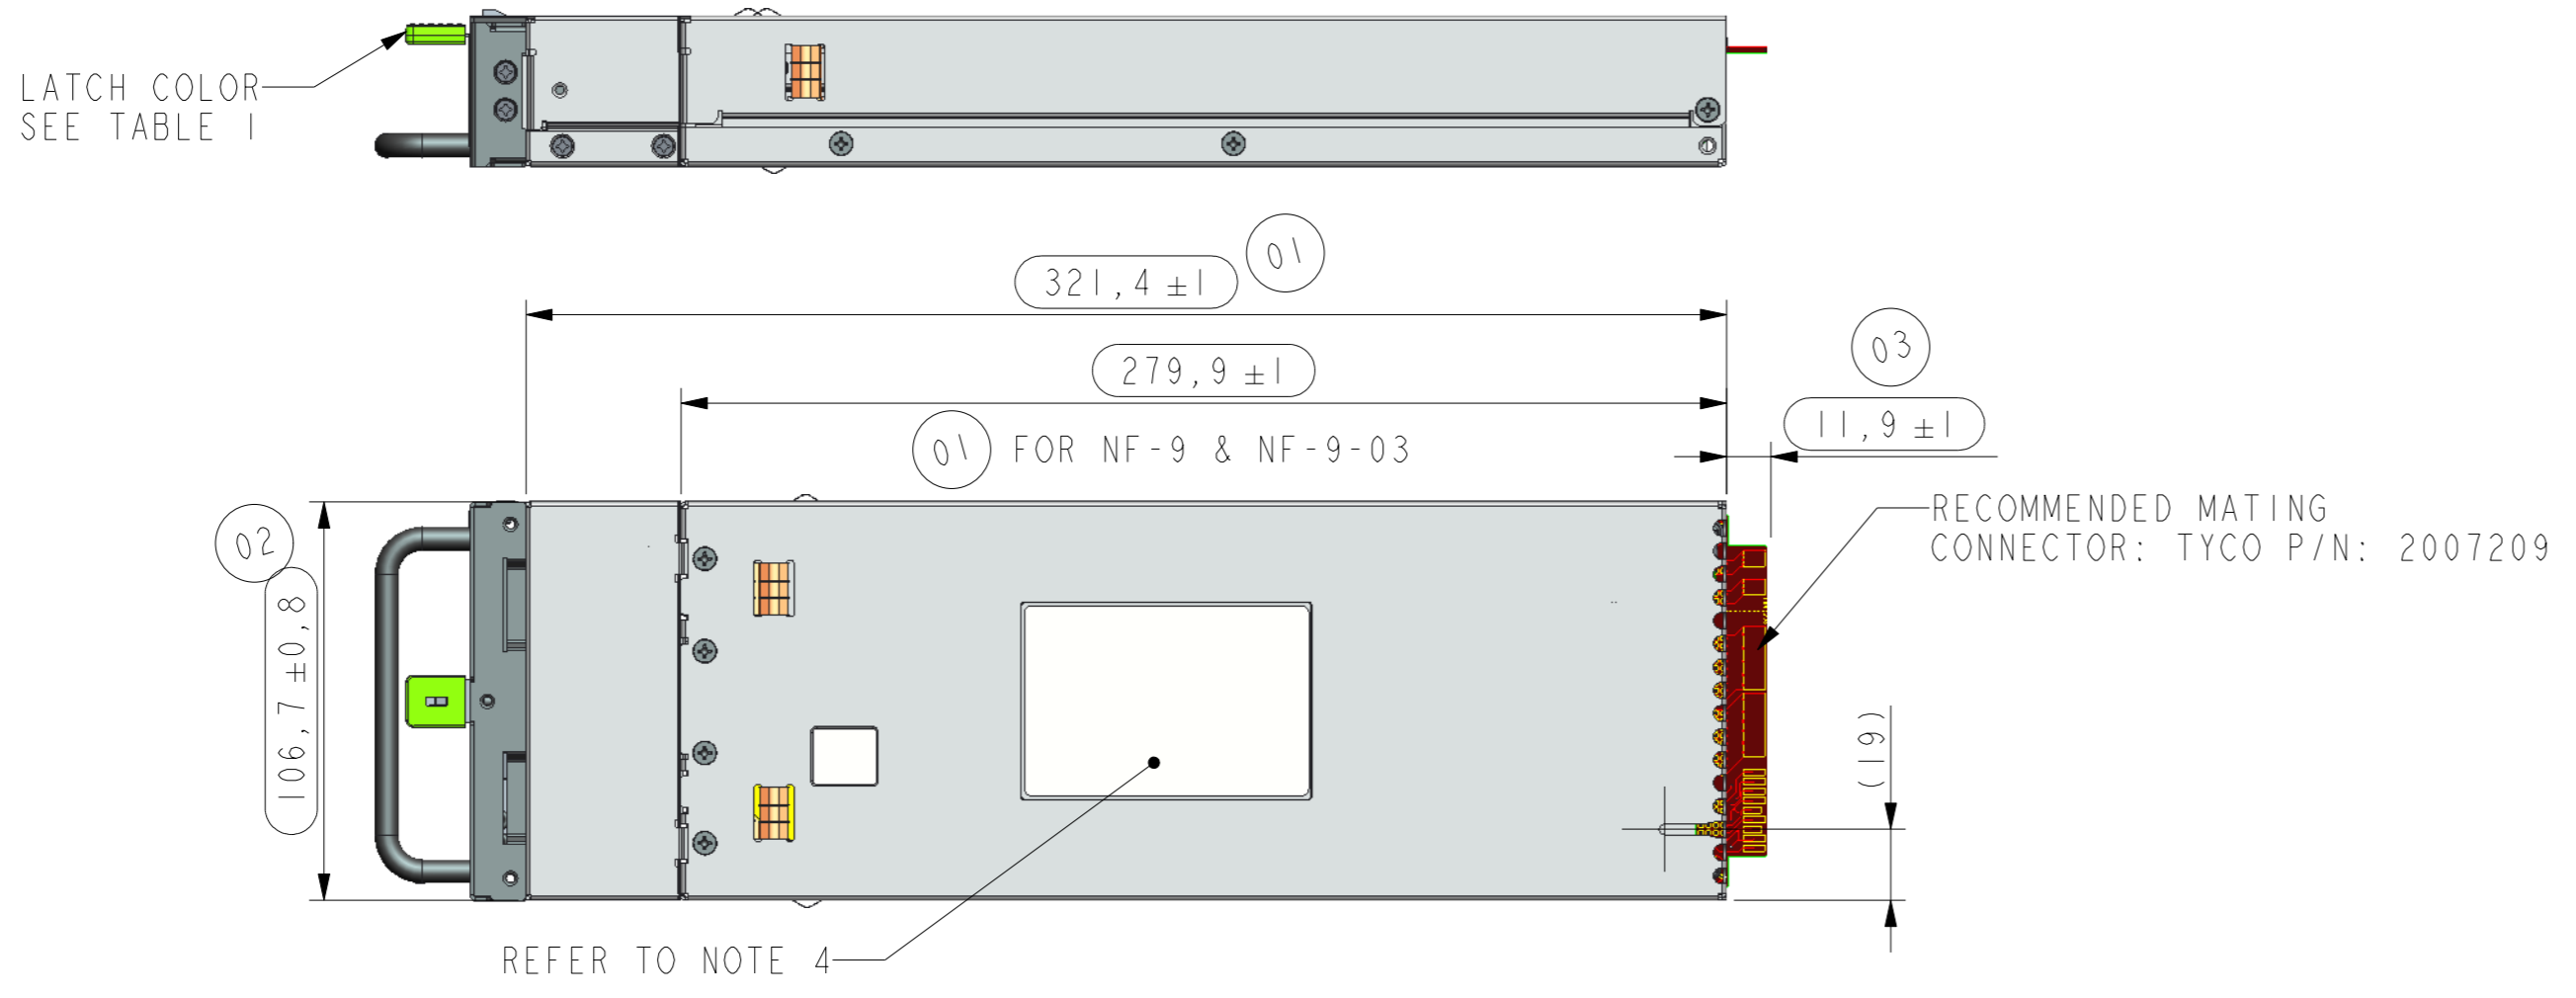 LATCH COLOR
SEE TABLE 1
321,4 ±1
01
279,9 ±1
03
11,9 ±1
01 FOR NF-9 & NF-9-03
02
106,7 ±0,8
RECOMMENDED MATING
CONNECTOR: TYCO P/N: 2007209
(19)
REFER TO NOTE 4